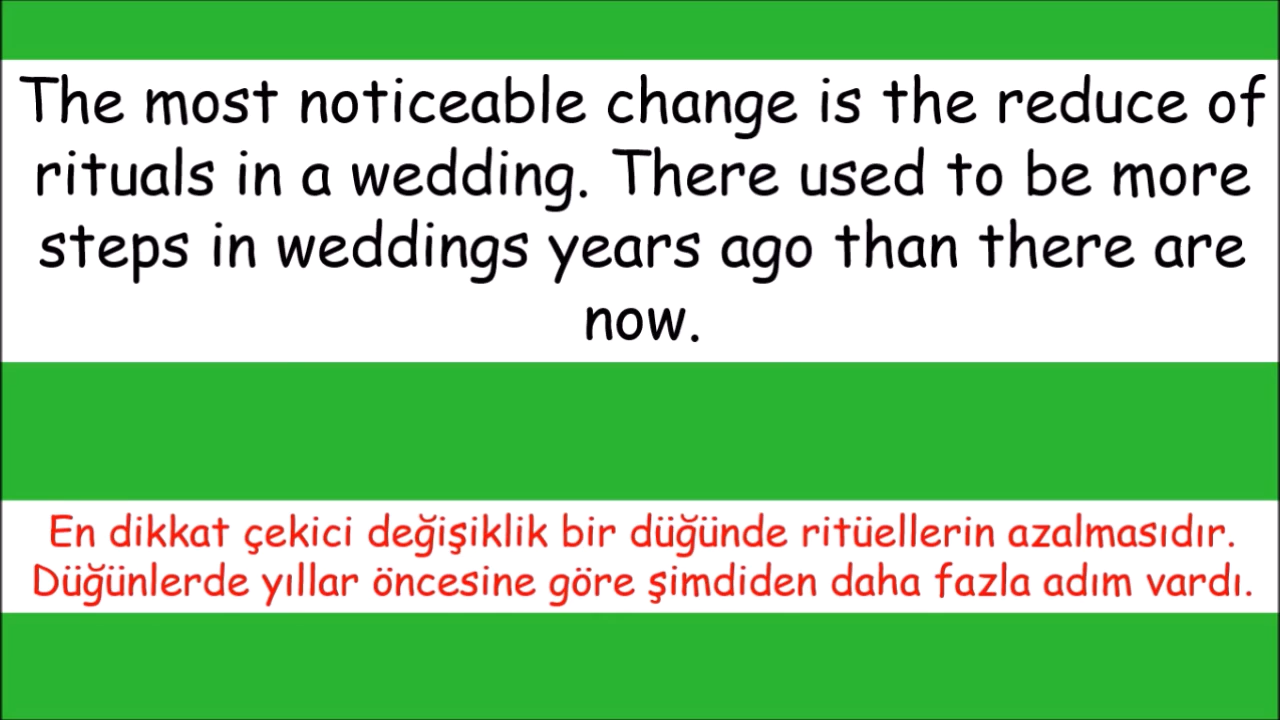 The most noticeable change is the reduce of
rituals in a wedding. There used to be more
steps in weddings years ago than there are
now.
En dikkat çekici değişiklik bir düğünde ritüellerin azalmasıdır.
Düğünlerde yıllar öncesine göre şimdiden daha fazla adım vardı.